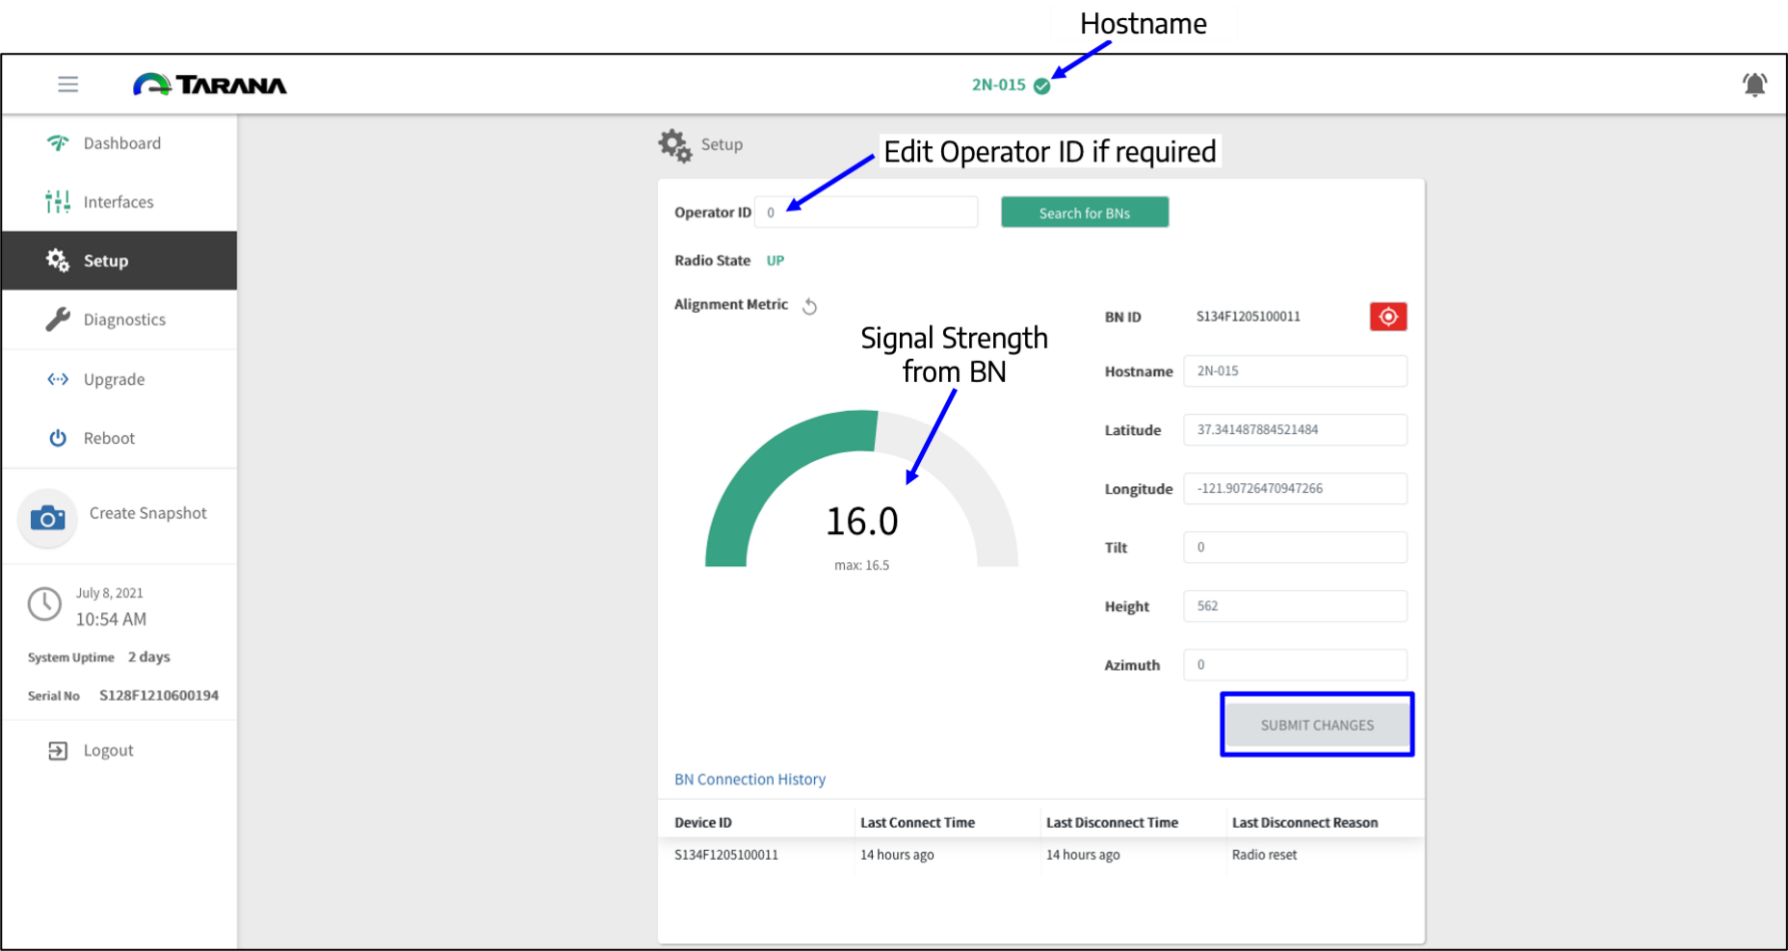 Hostname
TARANA
2N-015
Dashboard
Interfaces
Setup
Diagnostics
Upgrade
Reboot
Create Snapshot
July 8, 2021
10:54 AM
System Uptime 2 days
Serial No S128F1210600194
Logout
Setup
Edit Operator ID if required
Operator ID 0
Search for BNs
Radio State UP
Alignment Metric
Signal Strength
from BN
16.0
max: 16.5
BN ID S134F1205100011
Hostname 2N-015
Latitude 37.341487884521484
Longitude -121.90726470947266
Tilt 0
Height 562
Azimuth 0
SUBMIT CHANGES
BN Connection History
Device ID Last Connect Time Last Disconnect Time Last Disconnect Reason
S134F1205100011 14 hours ago 14 hours ago Radio reset